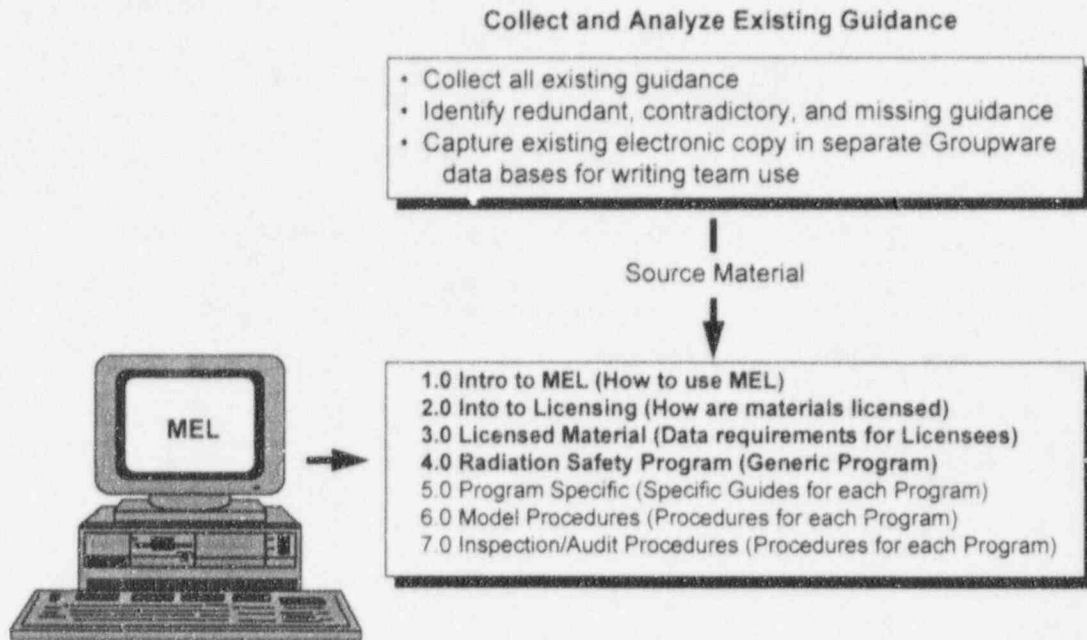 Collect and Analyze Existing Guidance
• Collect all existing guidance
• Identify redundant, contradictory, and missing guidance
• Capture existing electronic copy in separate Groupware
data bases for writing team use
Source Material
MEL
1.0 Intro to MEL (How to use MEL)
2.0 Into to Licensing (How are materials licensed)
3.0 Licensed Material (Data requirements for Licensees)
4.0 Radiation Safety Program (Generic Program)
5.0 Program Specific (Specific Guides for each Program)
6.0 Model Procedures (Procedures for each Program)
7.0 Inspection/Audit Procedures (Procedures for each Program)